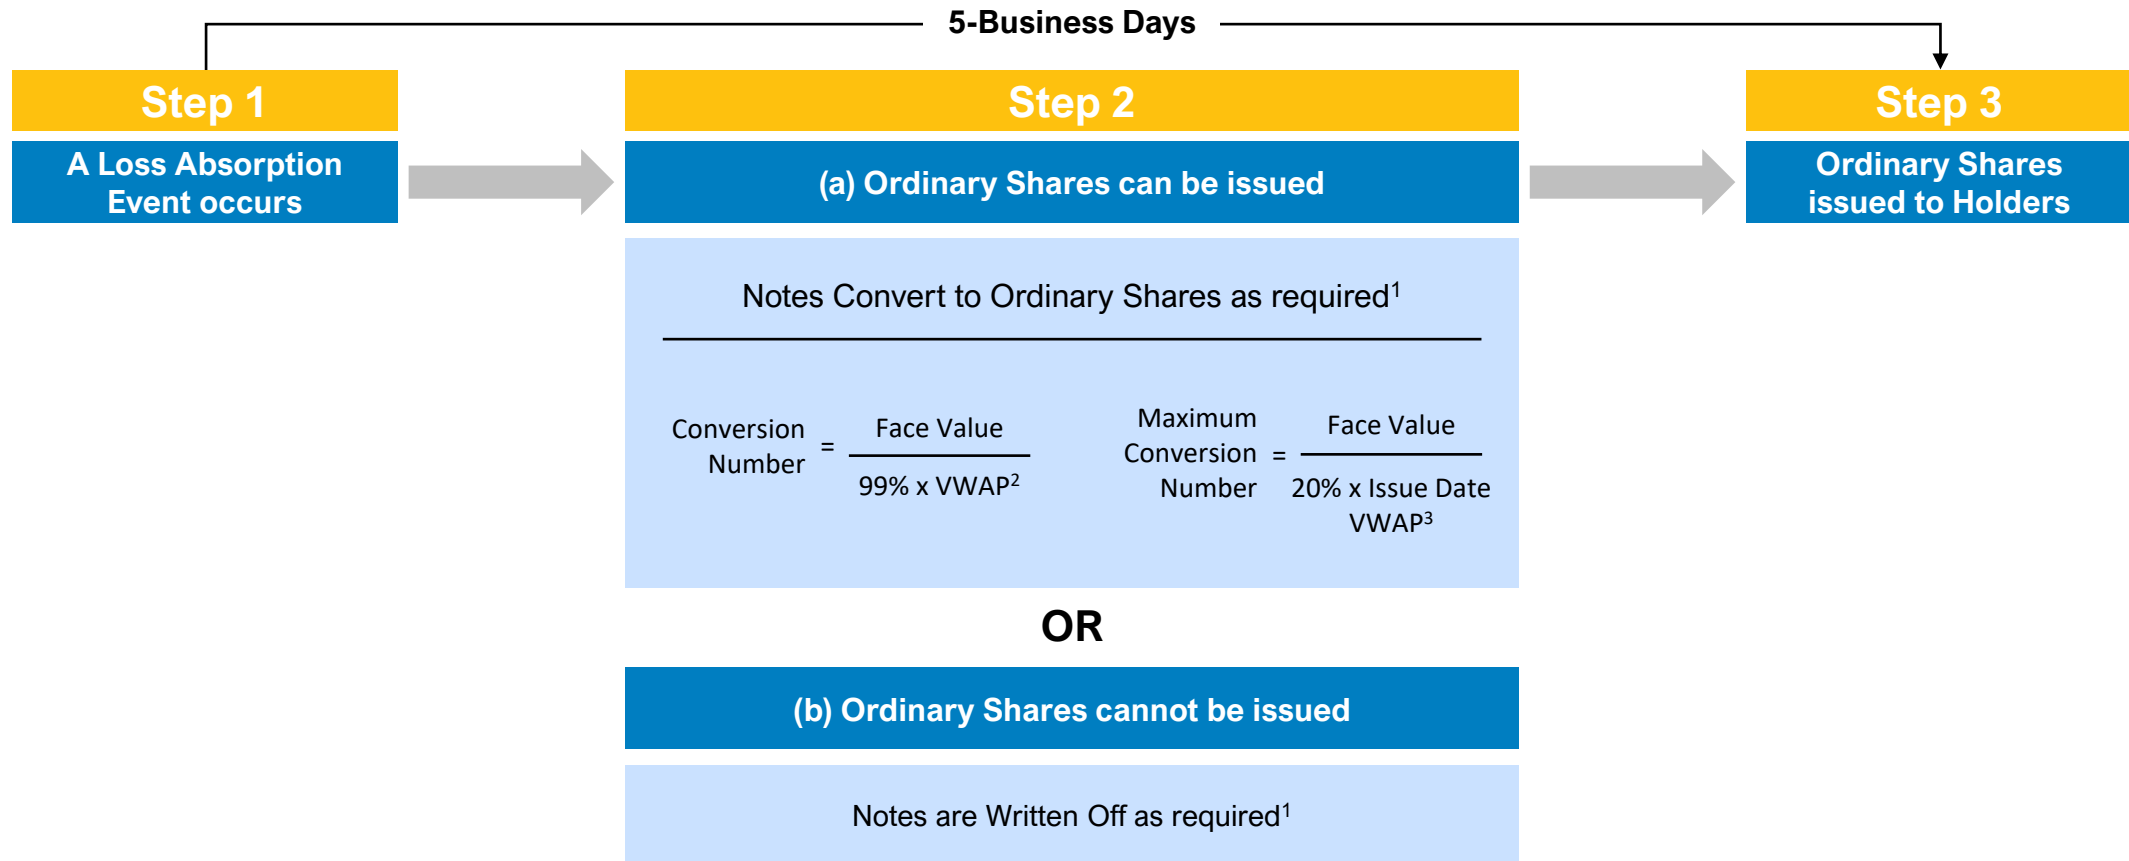 5-Business Days
Step 1
Step 2
Step 3
A Loss Absorption
Event occurs
(a) Ordinary Shares can be issued
Ordinary Shares
issued to Holders
Notes Convert to Ordinary Shares as required¹
Conversion
Number
=
Face Value
99% x VWAP²
Maximum
Conversion
Number
=
Face Value
20% x Issue Date
VWAP³
OR
(b) Ordinary Shares cannot be issued
Notes are Written Off as required¹